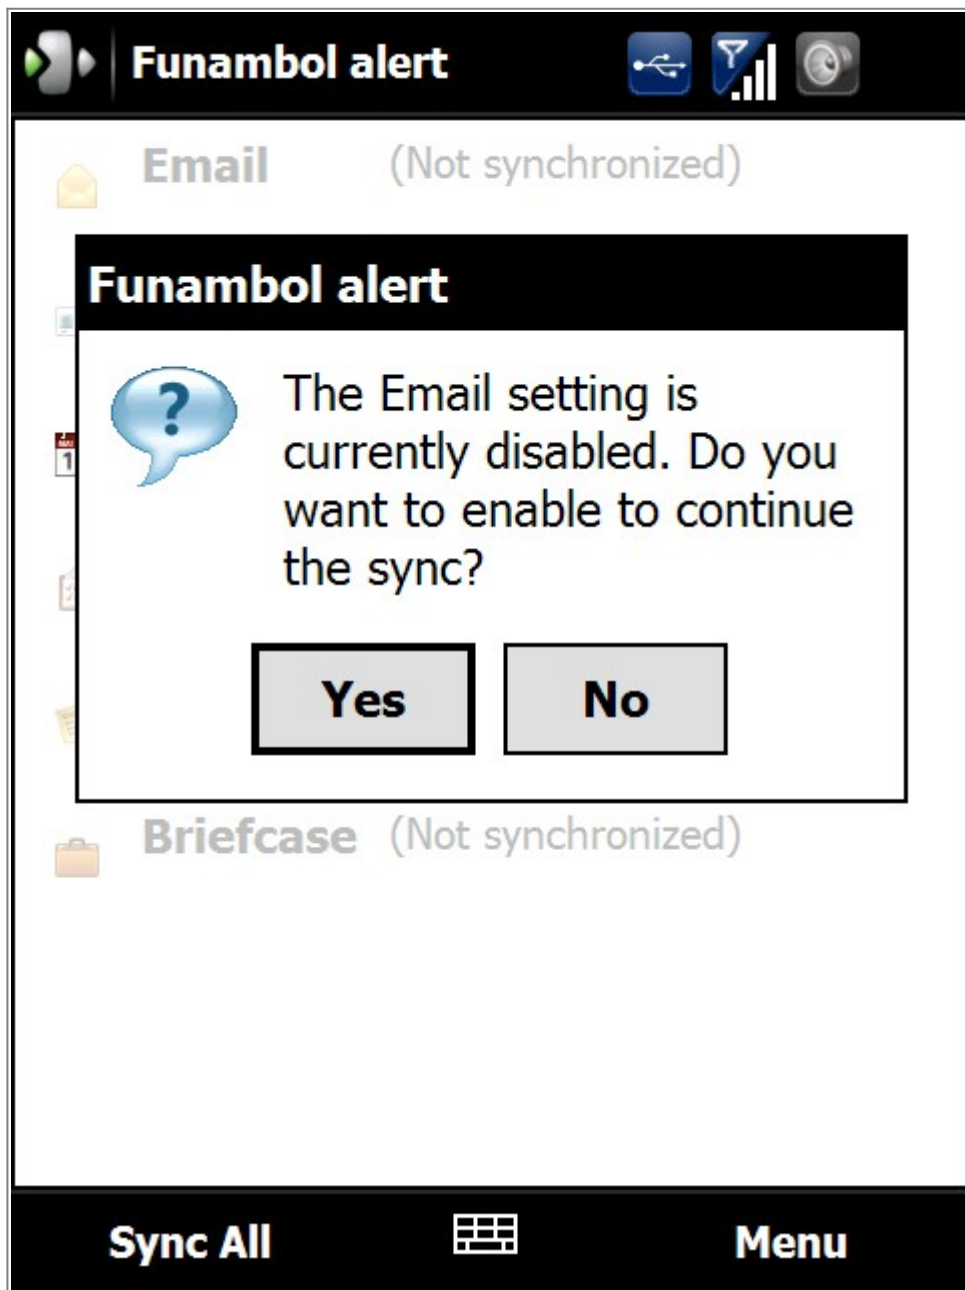 Funambol alert
Email (Not synchronized)
Funambol alert
?
The Email setting is
currently disabled. Do you
want to enable to continue
the sync?
Yes No
Briefcase (Not synchronized)
Sync All Menu